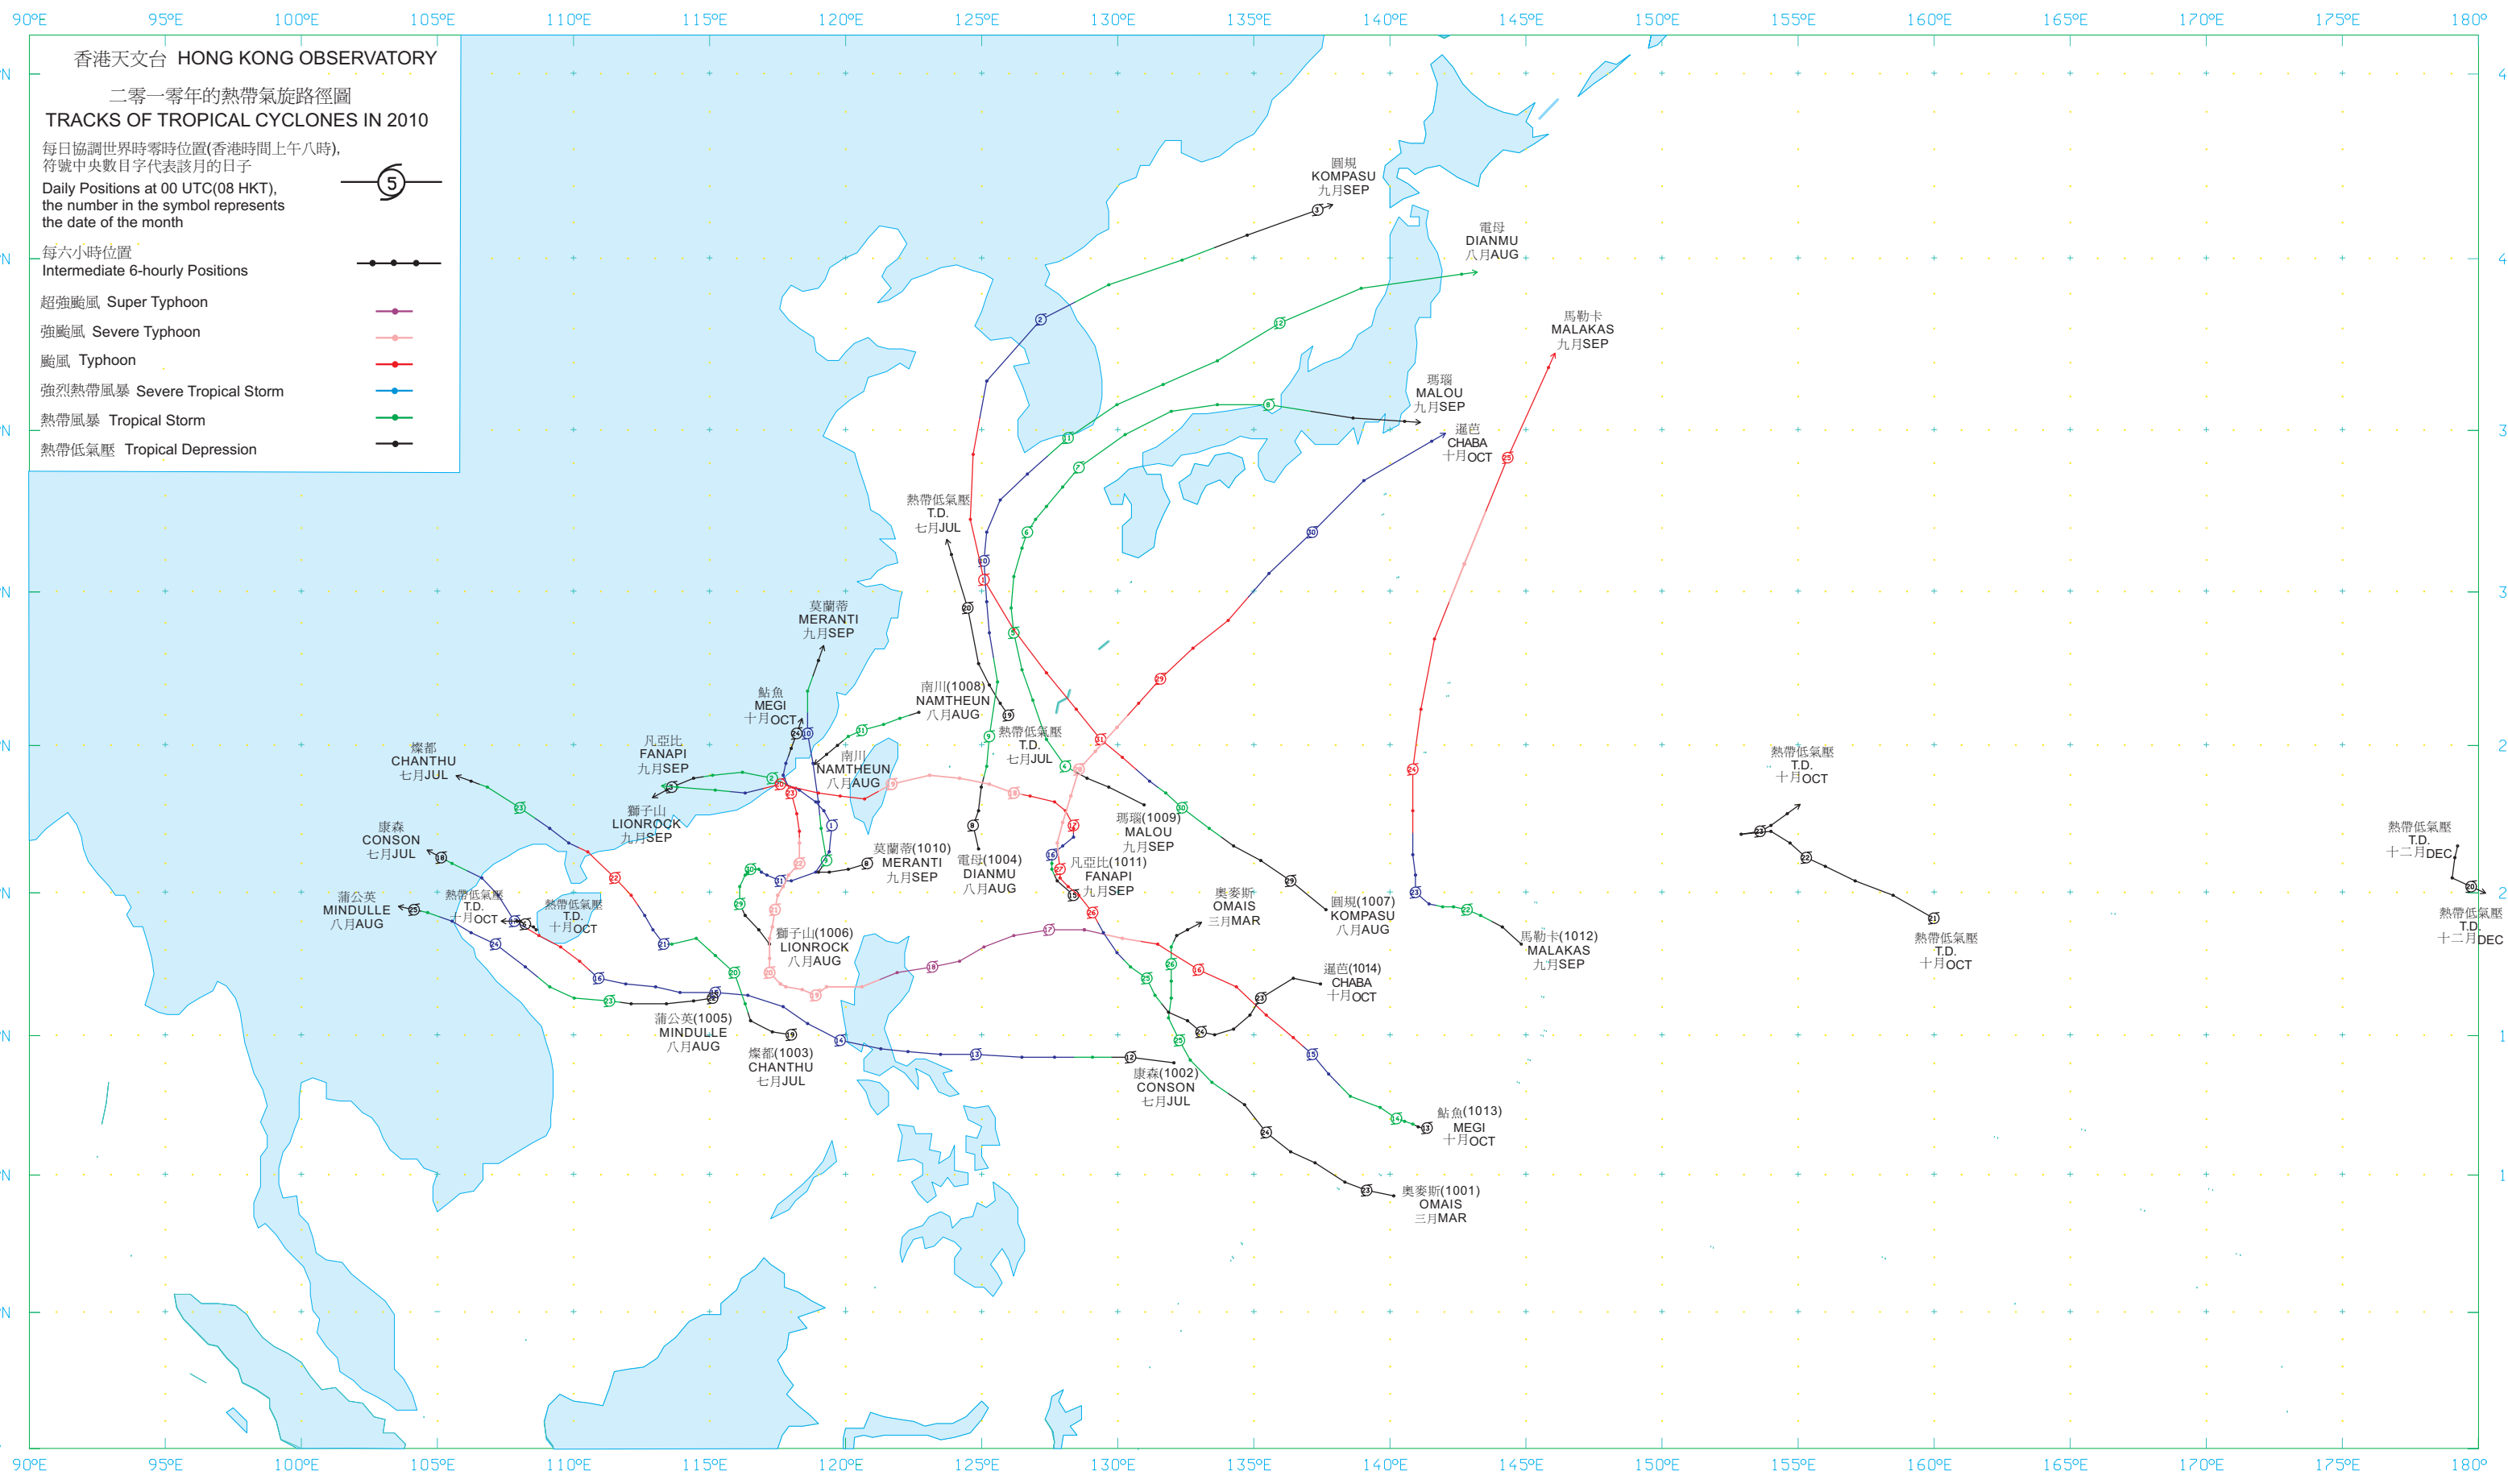 90°E 95°E 100°E 105°E 110°E 115°E 120°E 125°E 130°E 135°E 140°E 145°E 150°E 155°E 160°E 165°E 170°E 175°E 180°
香港天文台 HONG KONG OBSERVATORY
二零一零年的熱帶氣旋路徑圖
TRACKS OF TROPICAL CYCLONES IN 2010
每日協調世界時零時位置(香港時間上午八時),
符號中央數目字代表該月的日子
Daily Positions at 00 UTC(08 HKT),
the number in the symbol represents
the date of the month
5
每六小時位置
Intermediate 6-hourly Positions
超強颱風 Super Typhoon
強颱風 Severe Typhoon
颱風 Typhoon
強烈熱帶風暴 Severe Tropical Storm
熱帶風暴 Tropical Storm
熱帶低氣壓 Tropical Depression
圓規
KOMPASU
九月SEP
電母
DIANMU
八月AUG
馬勒卡
MALAKAS
九月SEP
瑪瑙
MALOU
九月SEP
暹芭
CHABA
十月OCT
熱帶低氣壓
T.D.
七月JUL
莫蘭蒂
MERANTI
九月SEP
鮎魚
MEGI
十月OCT
南川(1008)
NAMTHEUN
八月AUG
凡亞比
FANAPI
九月SEP
燦都
CHANTHU
七月JUL
南川
NAMTHEUN
八月AUG
熱帶低氣壓
T.D.
七月JUL
熱帶低氣壓
T.D.
十月OCT
獅子山
LIONROCK
九月SEP
康森
CONSON
七月JUL
瑪瑙(1009)
MALOU
九月SEP
熱帶低氣壓
T.D.
十二月DEC
莫蘭蒂(1010)
MERANTI
九月SEP
電母(1004)
DIANMU
八月AUG
凡亞比(1011)
FANAPI
九月SEP
蒲公英
MINDULLE
八月AUG
熱帶低氣壓
T.D.
十月OCT
熱帶低氣壓
T.D.
十月OCT
奧麥斯
OMAIS
三月MAR
圓規(1007)
KOMPASU
八月AUG
熱帶低氣壓
T.D.
十二月DEC
獅子山(1006)
LIONROCK
八月AUG
馬勒卡(1012)
MALAKAS
九月SEP
熱帶低氣壓
T.D.
十月OCT
暹芭(1014)
CHABA
十月OCT
蒲公英(1005)
MINDULLE
八月AUG
燦都(1003)
CHANTHU
七月JUL
康森(1002)
CONSON
七月JUL
鮎魚(1013)
MEGI
十月OCT
奧麥斯(1001)
OMAIS
三月MAR
90°E 95°E 100°E 105°E 110°E 115°E 120°E 125°E 130°E 135°E 140°E 145°E 150°E 155°E 160°E 165°E 170°E 175°E 180°